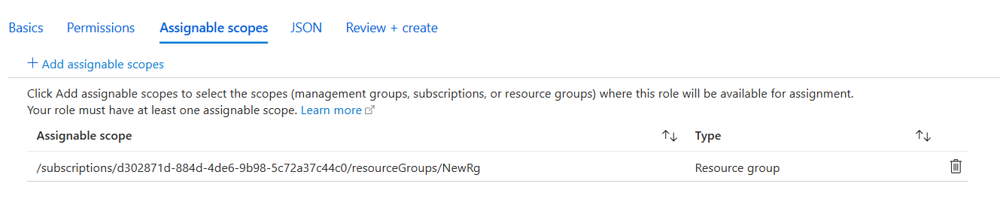 Basics Permissions Assignable scopes JSON Review + create
+ Add assignable scopes
Click Add assignable scopes to select the scopes (management groups, subscriptions, or resource groups) where this role will be available for assignment.
Your role must have at least one assignable scope. Learn more
Assignable scope ↑↓ Type ↑↓
/subscriptions/d302871d-884d-4de6-9b98-5c72a37c44c0/resourceGroups/NewRg Resource group